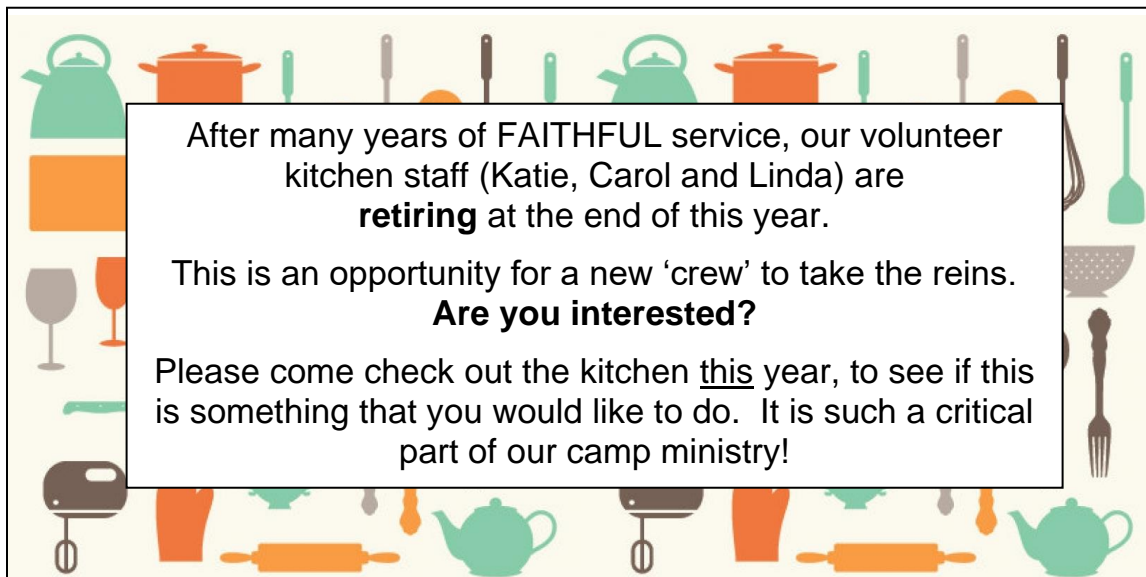 After many years of FAITHFUL service, our volunteer
kitchen staff (Katie, Carol and Linda) are
retiring at the end of this year.
This is an opportunity for a new ‘crew’ to take the reins.
Are you interested?
Please come check out the kitchen this year, to see if this
is something that you would like to do.  It is such a critical
part of our camp ministry!